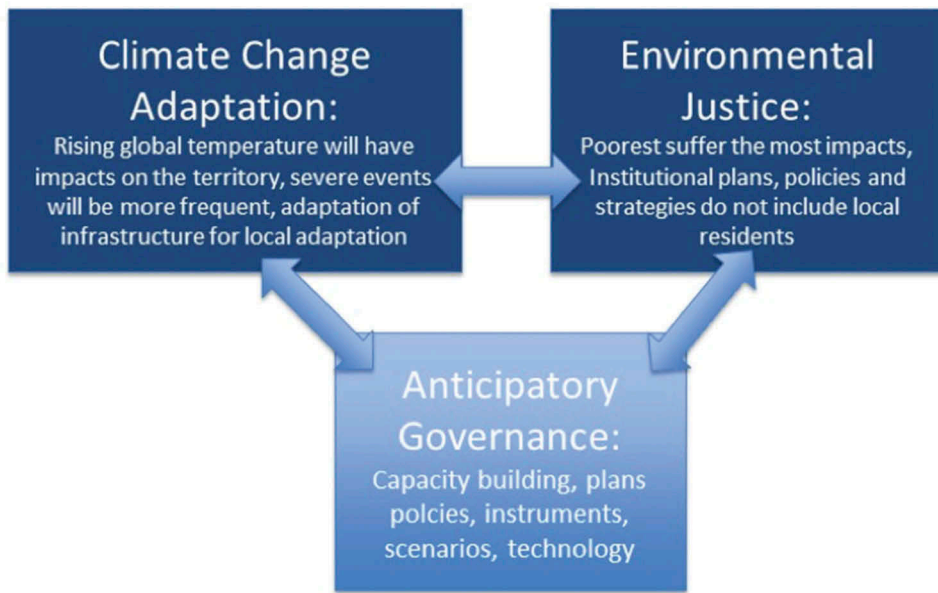 Climate Change
Adaptation:
Rising global temperature will have
impacts on the territory, severe events
will be more frequent, adaptation of
infrastructure for local adaptation
Environmental
Justice:
Poorest suffer the most impacts,
Institutional plans, policies and
strategies do not include local
residents
Anticipatory
Governance:
Capacity building, plans
polcies, instruments,
scenarios, technology